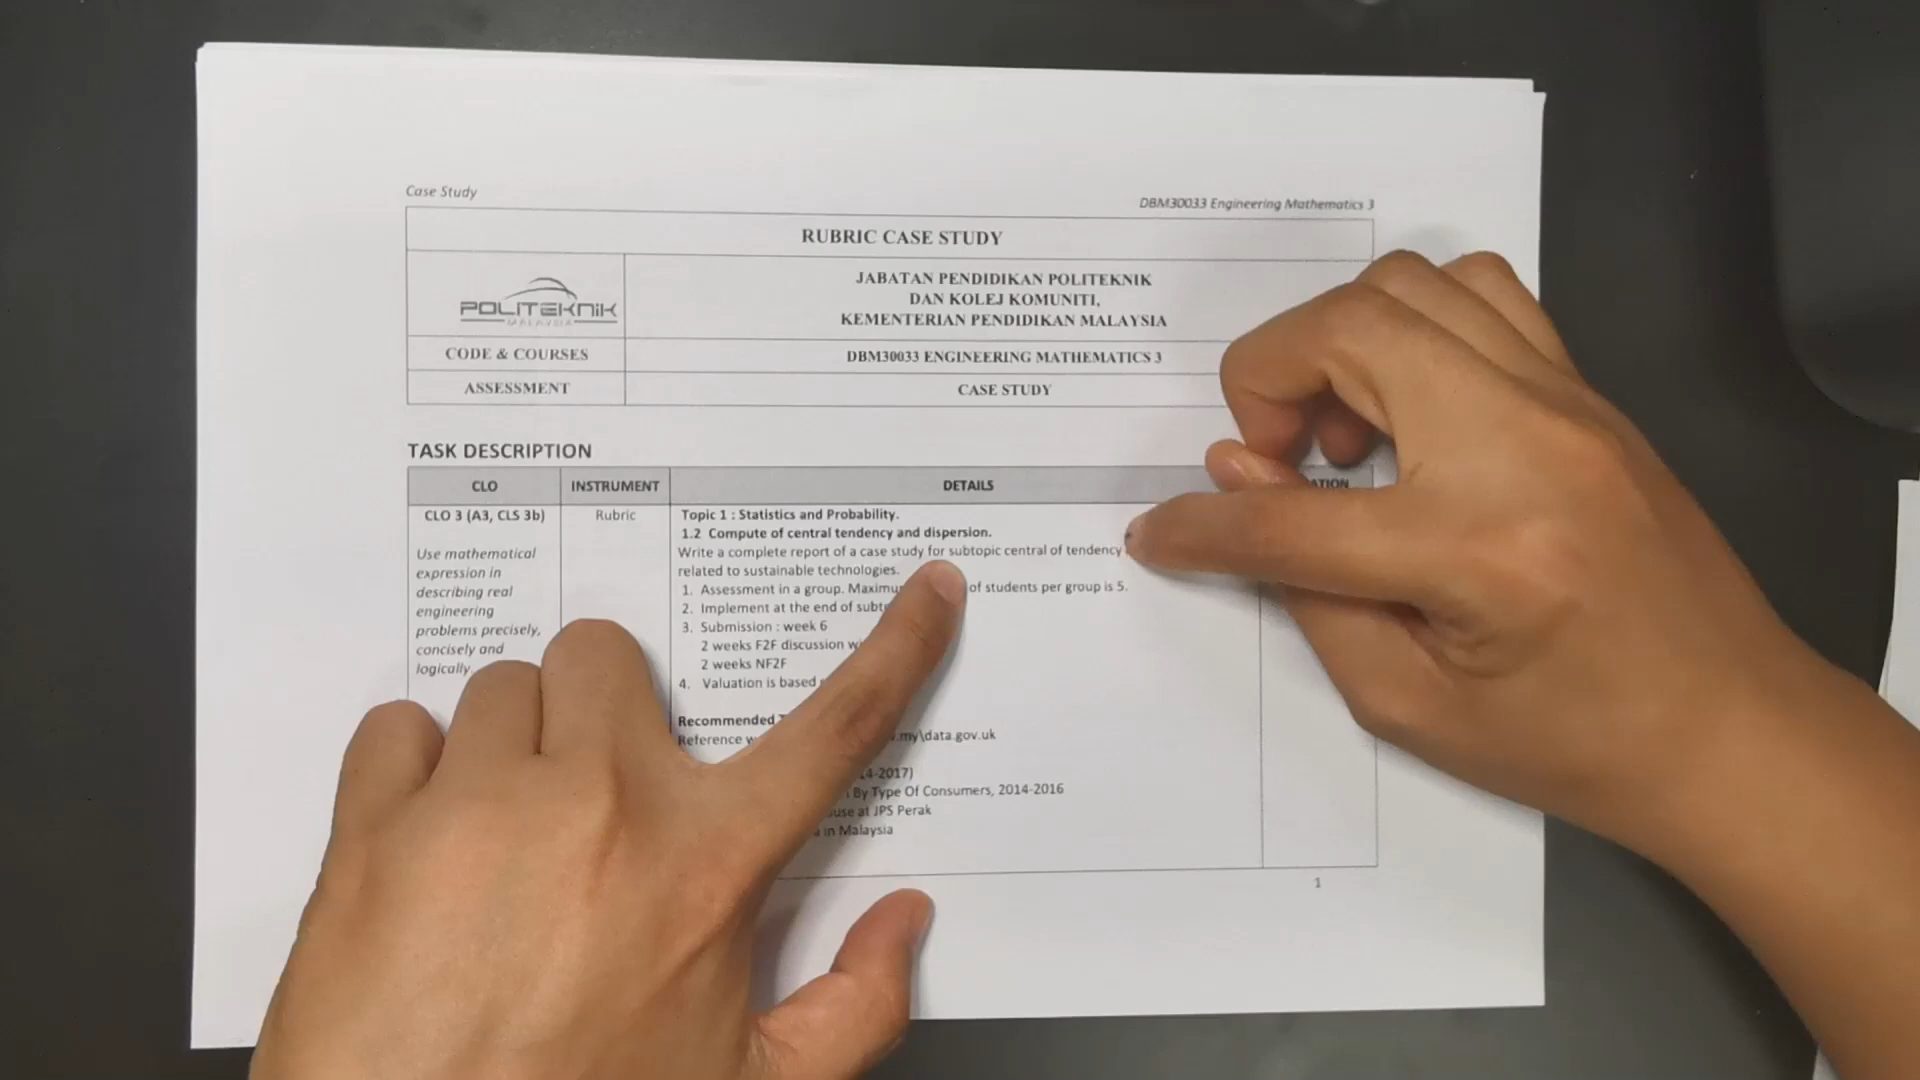 Case Study
DBM30033 Engineering Mathematics 3
RUBRIC CASE STUDY
POLITEKNIK
MALAYSIA
JABATAN PENDIDIKAN POLITEKNIK
DAN KOLEJ KOMUNITI,
KEMENTERIAN PENDIDIKAN MALAYSIA
CODE & COURSES
DBM30033 ENGINEERING MATHEMATICS 3
ASSESSMENT
CASE STUDY
TASK DESCRIPTION
CLO
INSTRUMENT
DETAILS
CLO 3 (A3, CLS 3b)
Use mathematical
expression in
describing real
engineering
problems precisely,
concisely and
logically.
Rubric
Topic 1 : Statistics and Probability.
1.2 Compute of central tendency and dispersion.
Write a complete report of a case study for subtopic central of tendency
related to sustainable technologies.
1. Assessment in a group. of students per group is 5.
2. Implement at the end of
3. Submission : week 6
2 weeks F2F discussion
2 weeks NF2F
4. Valuation is based
Recommended
Reference .my\data.gov.uk
4-2017)
By Type Of Consumers, 2014-2016
at JPS Perak
in Malaysia
1